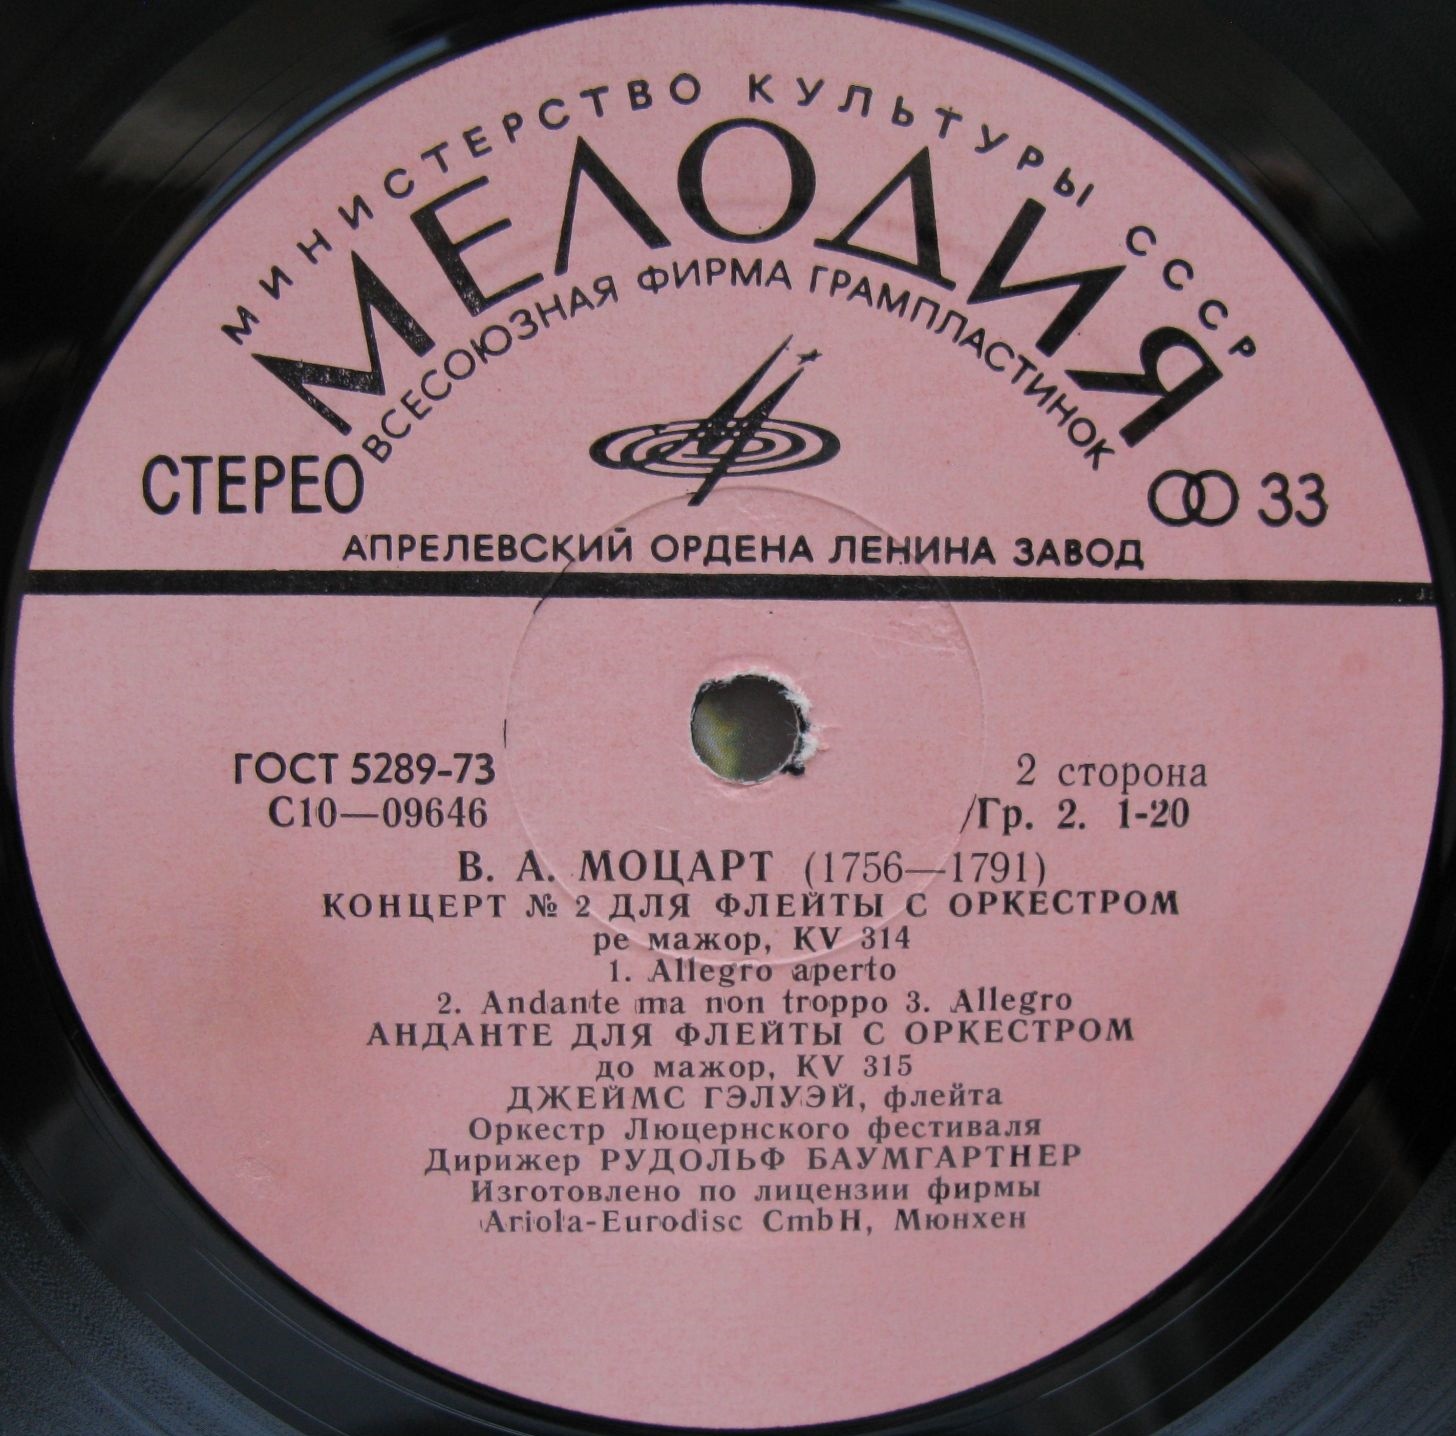 МИНИСТЕРСТВО КУЛЬТУРЫ СССР
МЕЛОДИЯ
ВСЕСОЮЗНАЯ ФИРМА ГРАМПЛАСТИНОК
СТЕРЕО
33
АПРЕЛЕВСКИЙ ОРДЕНА ЛЕНИНА ЗАВОД
ГОСТ 5289-73
2 сторона
С10—09646
/Гр. 2. 1-20
В. А. МОЦАРТ (1756—1791)
КОНЦЕРТ № 2 ДЛЯ ФЛЕЙТЫ С ОРКЕСТРОМ
ре мажор, KV 314
1. Allegro aperto
2. Andante ma non troppo 3. Allegro
АНДАНТЕ ДЛЯ ФЛЕЙТЫ С ОРКЕСТРОМ
до мажор, KV 315
ДЖЕЙМС ГЭЛУЭЙ, флейта
Оркестр Люцернского фестиваля
Дирижер РУДОЛЬФ БАУМГАРТНЕР
Изготовлено по лицензии фирмы
Ariola-Eurodisc CmbH, Мюнхен